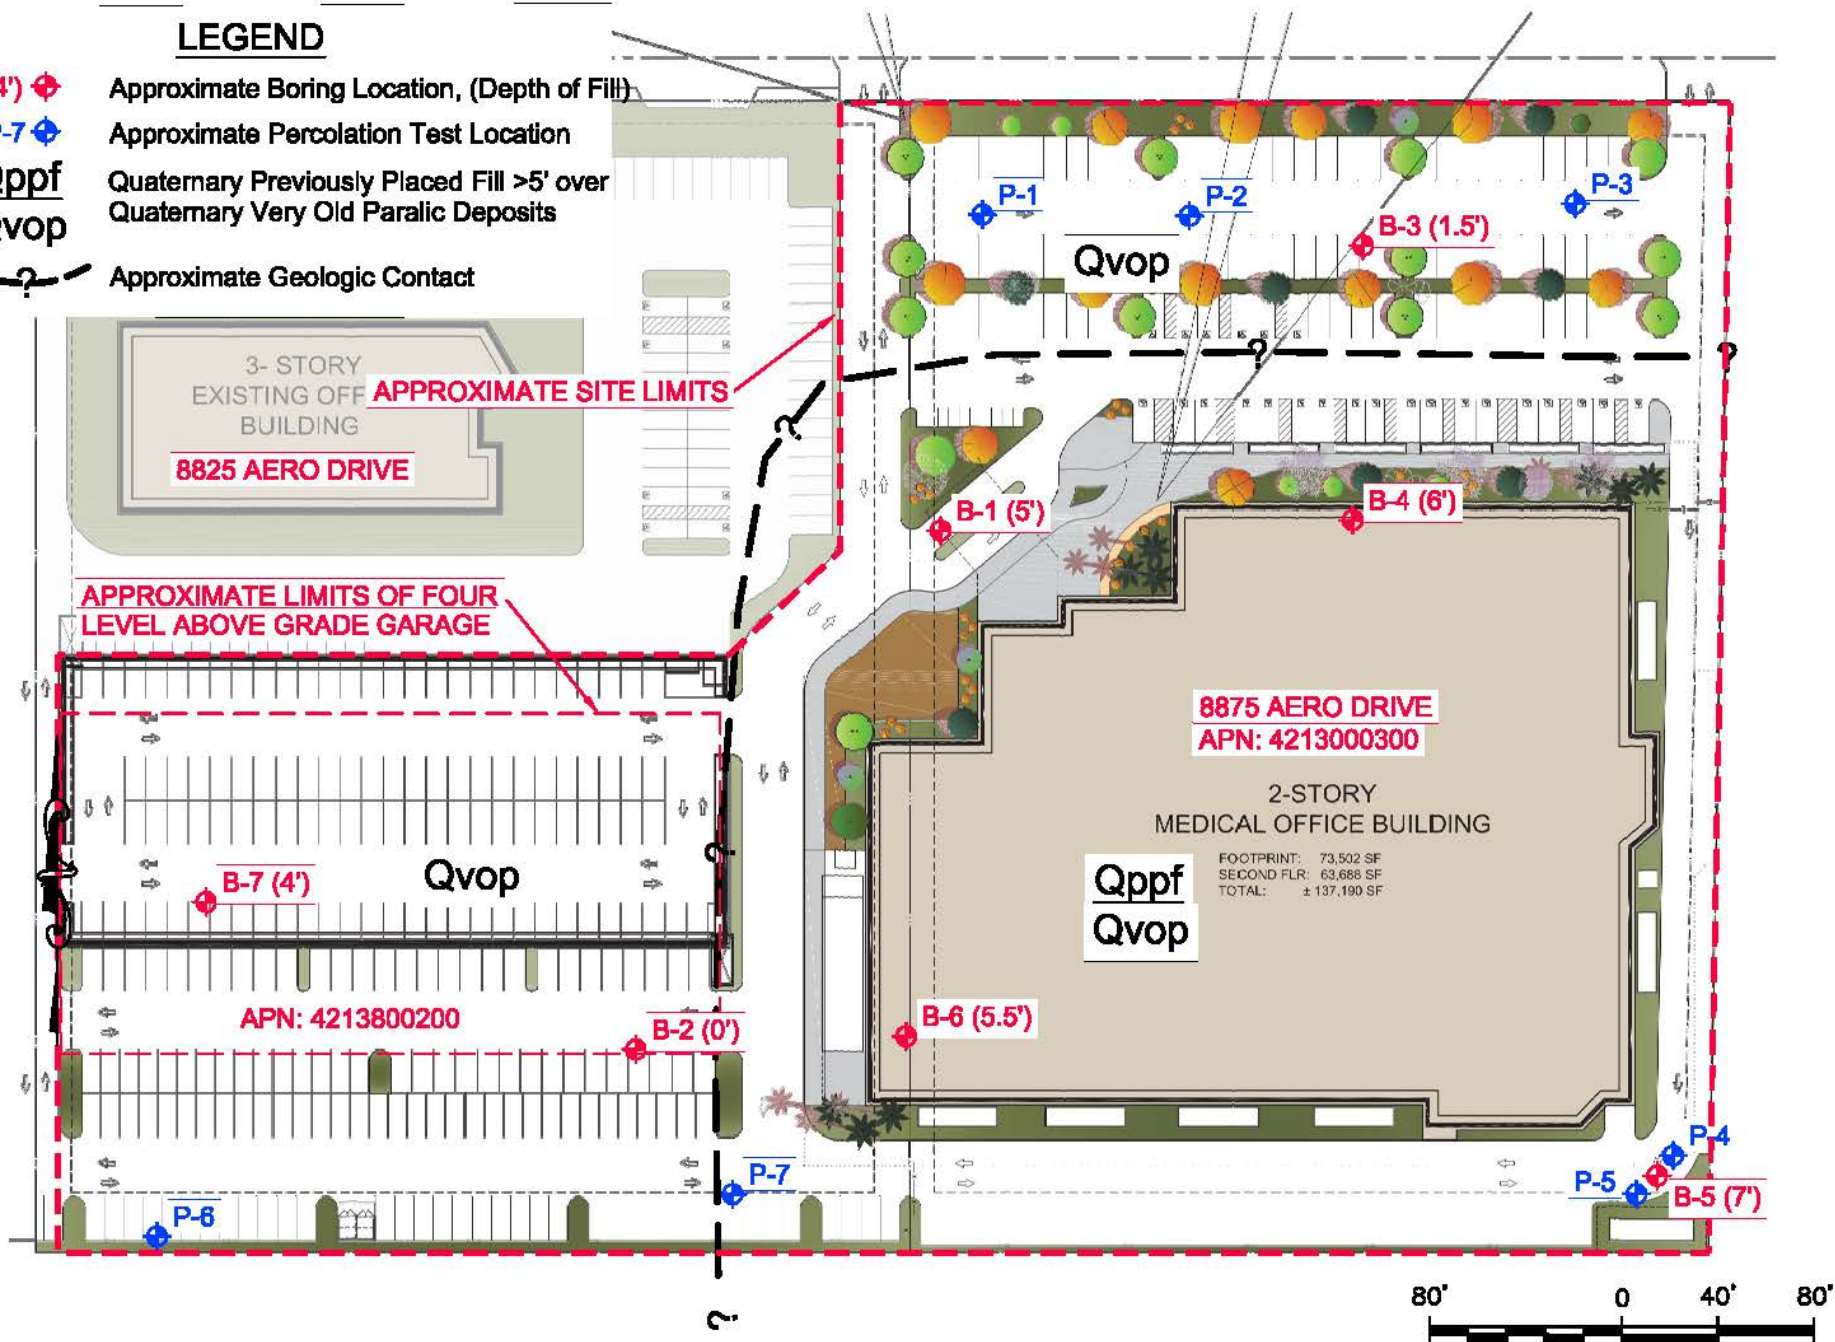 LEGEND
4') Approximate Boring Location, (Depth of Fill)
P-7 Approximate Percolation Test Location
Qppf
Qvop
Quaternary Previously Placed Fill >5' over
Quaternary Very Old Paralic Deposits
? Approximate Geologic Contact
P-1
P-2
P-3
B-3 (1.5')
Qvop
?
?
3- STORY
EXISTING OFF
BUILDING
8825 AERO DRIVE
APPROXIMATE SITE LIMITS
?
B-1 (5')
B-4 (6')
APPROXIMATE LIMITS OF FOUR
LEVEL ABOVE GRADE GARAGE
8875 AERO DRIVE
APN: 4213000300
2-STORY
MEDICAL OFFICE BUILDING
FOOTPRINT: 73,502 SF
SECOND FLR: 63,688 SF
TOTAL: ± 137,190 SF
Qppf
Qvop
?
Qvop
B-7 (4')
APN: 4213800200
B-2 (0')
B-6 (5.5')
P-4
P-5
B-5 (7')
P-7
P-6
?
80' 0 40' 80'